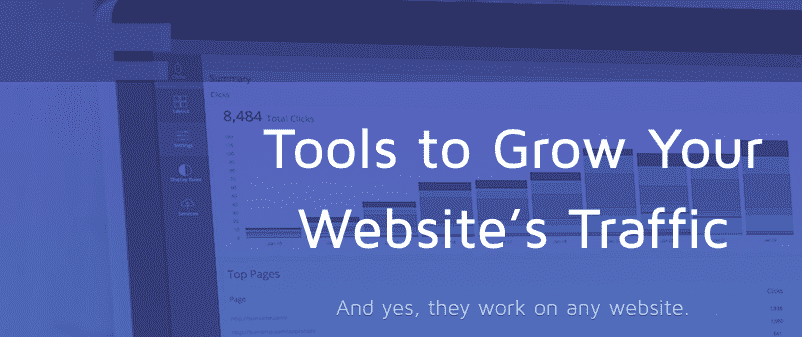 Summary
Clicks
8,484 Total Clicks
Tools to Grow Your
Website's Traffic
Top Pages
Page
Clicks
And yes, they work on any website.